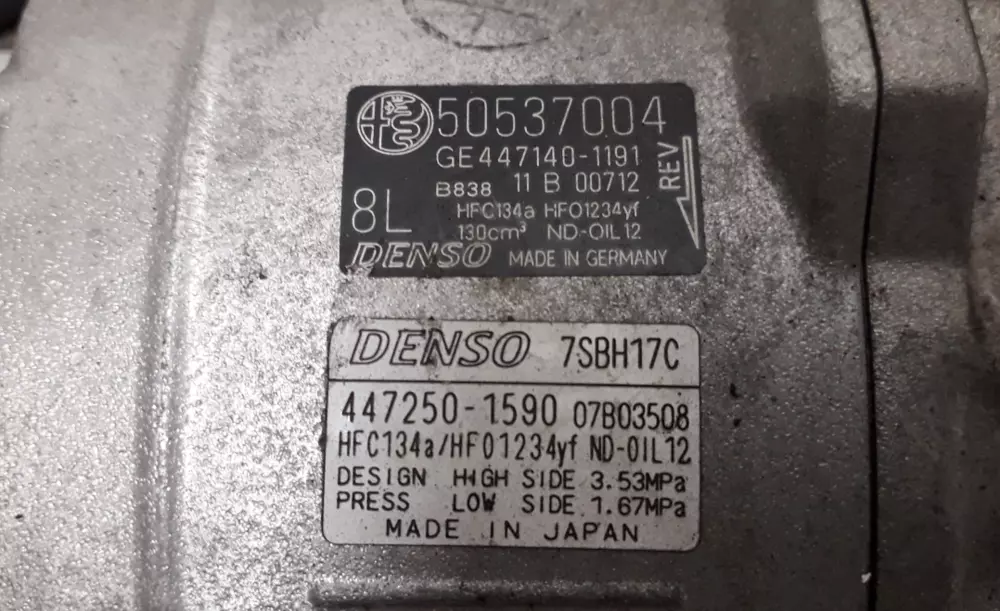 50537004
GE447140-1191
B838 11 B 00712
REV
8L
HFC134a HFO1234yf
130cm³ ND-OIL12
DENSO MADE IN GERMANY
DENSO 7SBH17C
447250-1590 07B03508
HFC134a/HFO1234yf ND-OIL12
DESIGN HIGH SIDE 3.53MPa
PRESS LOW SIDE 1.67MPa
MADE IN JAPAN